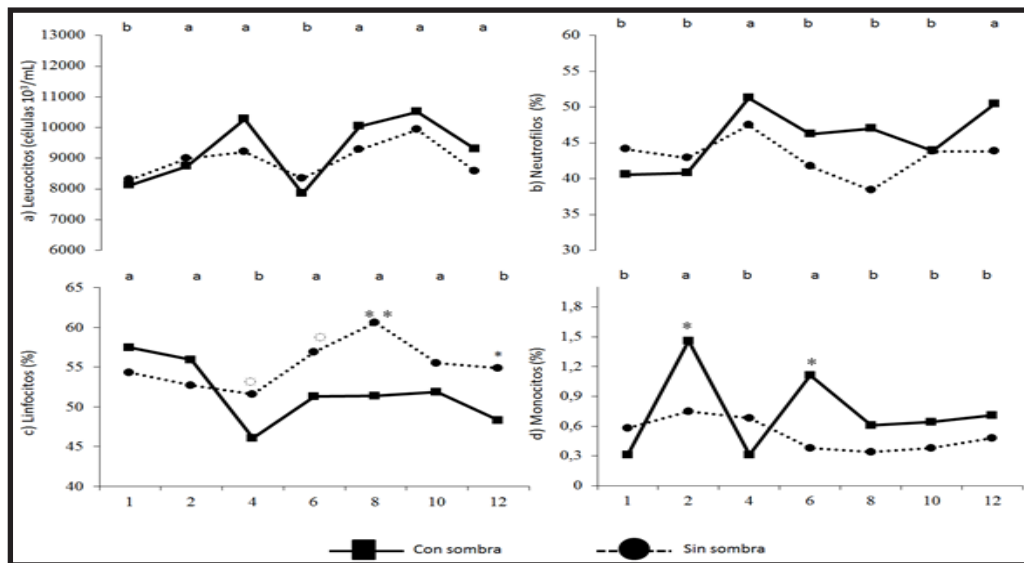 b a a b a a a
13000
12000
11000
10000
9000
8000
7000
6000
a) Leucocitos (células 10³/mL)
b b a b b b a
60
55
50
45
40
35
30
b) Neutrofilos (%)
a a b a a a b
65
60
55
50
45
40
c) Linfocitos (%)
* *
*
1 2 4 6 8 10 12
b a b a b b b
1,8
1,5
1,2
0,9
0,6
0,3
0
d) Monocitos (%)
*
*
1 2 4 6 8 10 12
Con sombra Sin sombra